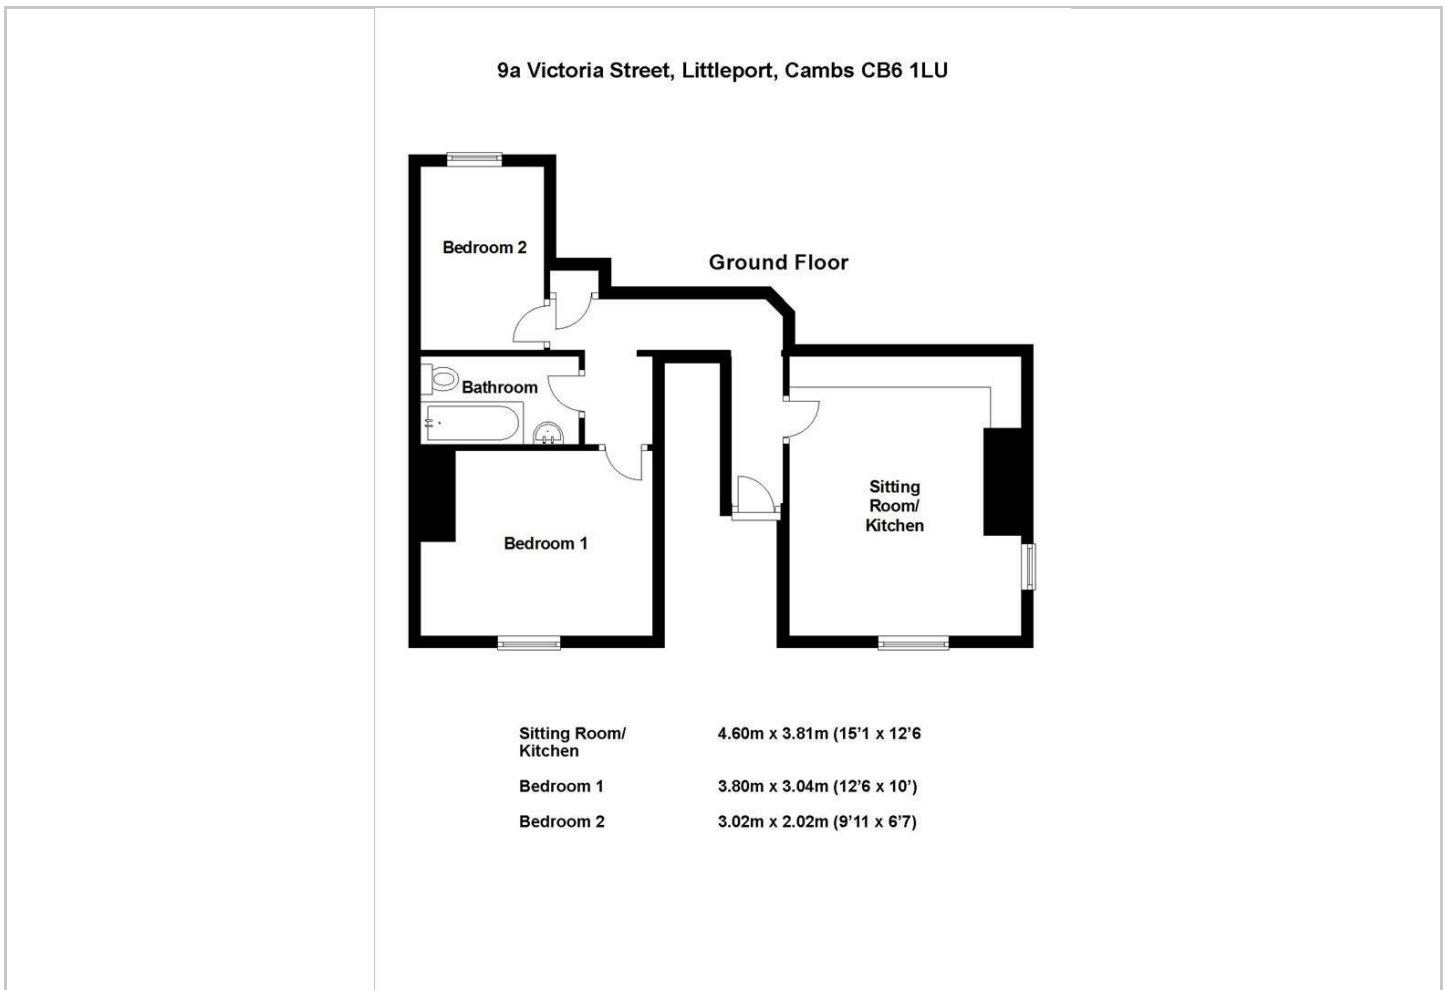 9a Victoria Street, Littleport, Cambs CB6 1LU
Ground Floor
Bedroom 2
Bathroom
Bedroom 1
Sitting
Room/
Kitchen
Sitting Room/
Kitchen
4.60m x 3.81m (15'1 x 12'6
Bedroom 1
3.80m x 3.04m (12'6 x 10')
Bedroom 2
3.02m x 2.02m (9'11 x 6'7)